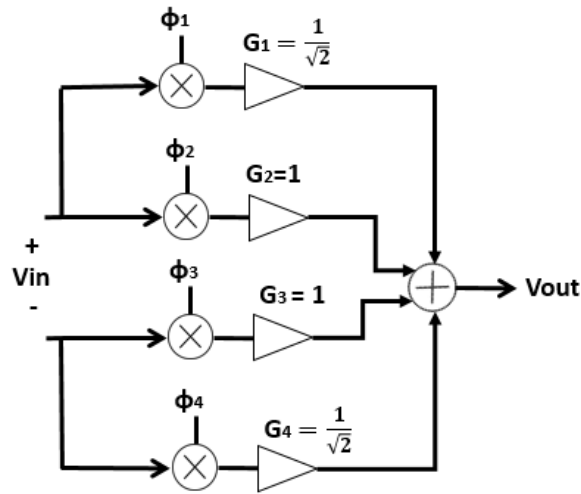 ϕ1
G1 = 1/√2
ϕ2
G2=1
+
Vin
-
ϕ3
G3 = 1
Vout
ϕ4
G4 = 1/√2